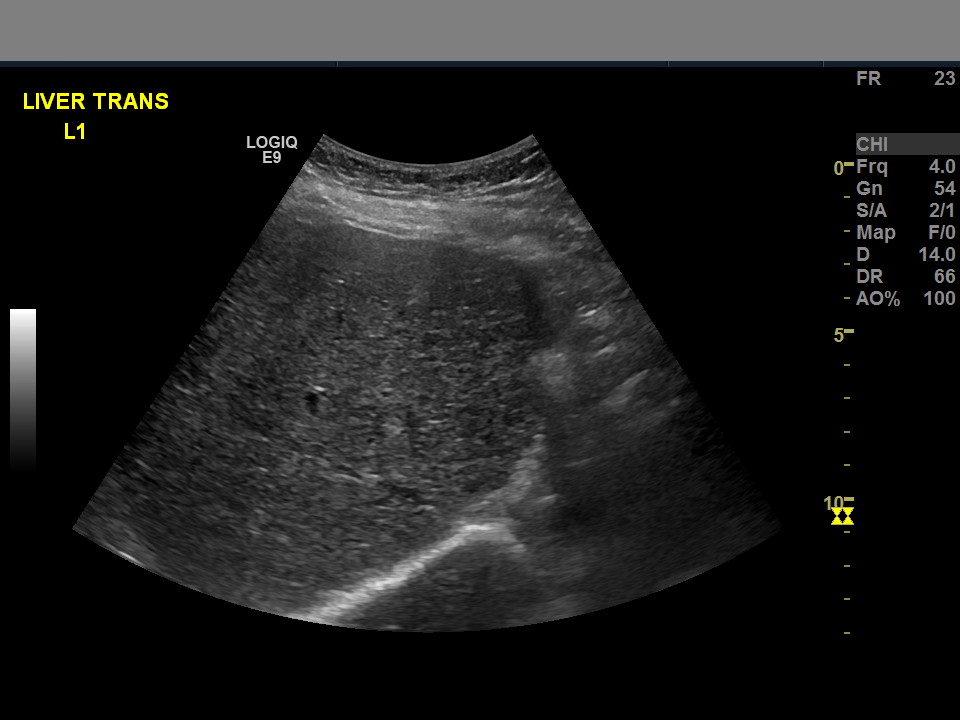 LIVER TRANS
L1
LOGIQ
E9
FR 23
CHI
Frq 4.0
Gn 54
S/A 2/1
Map F/0
D 14.0
DR 66
AO% 100
0
5
10